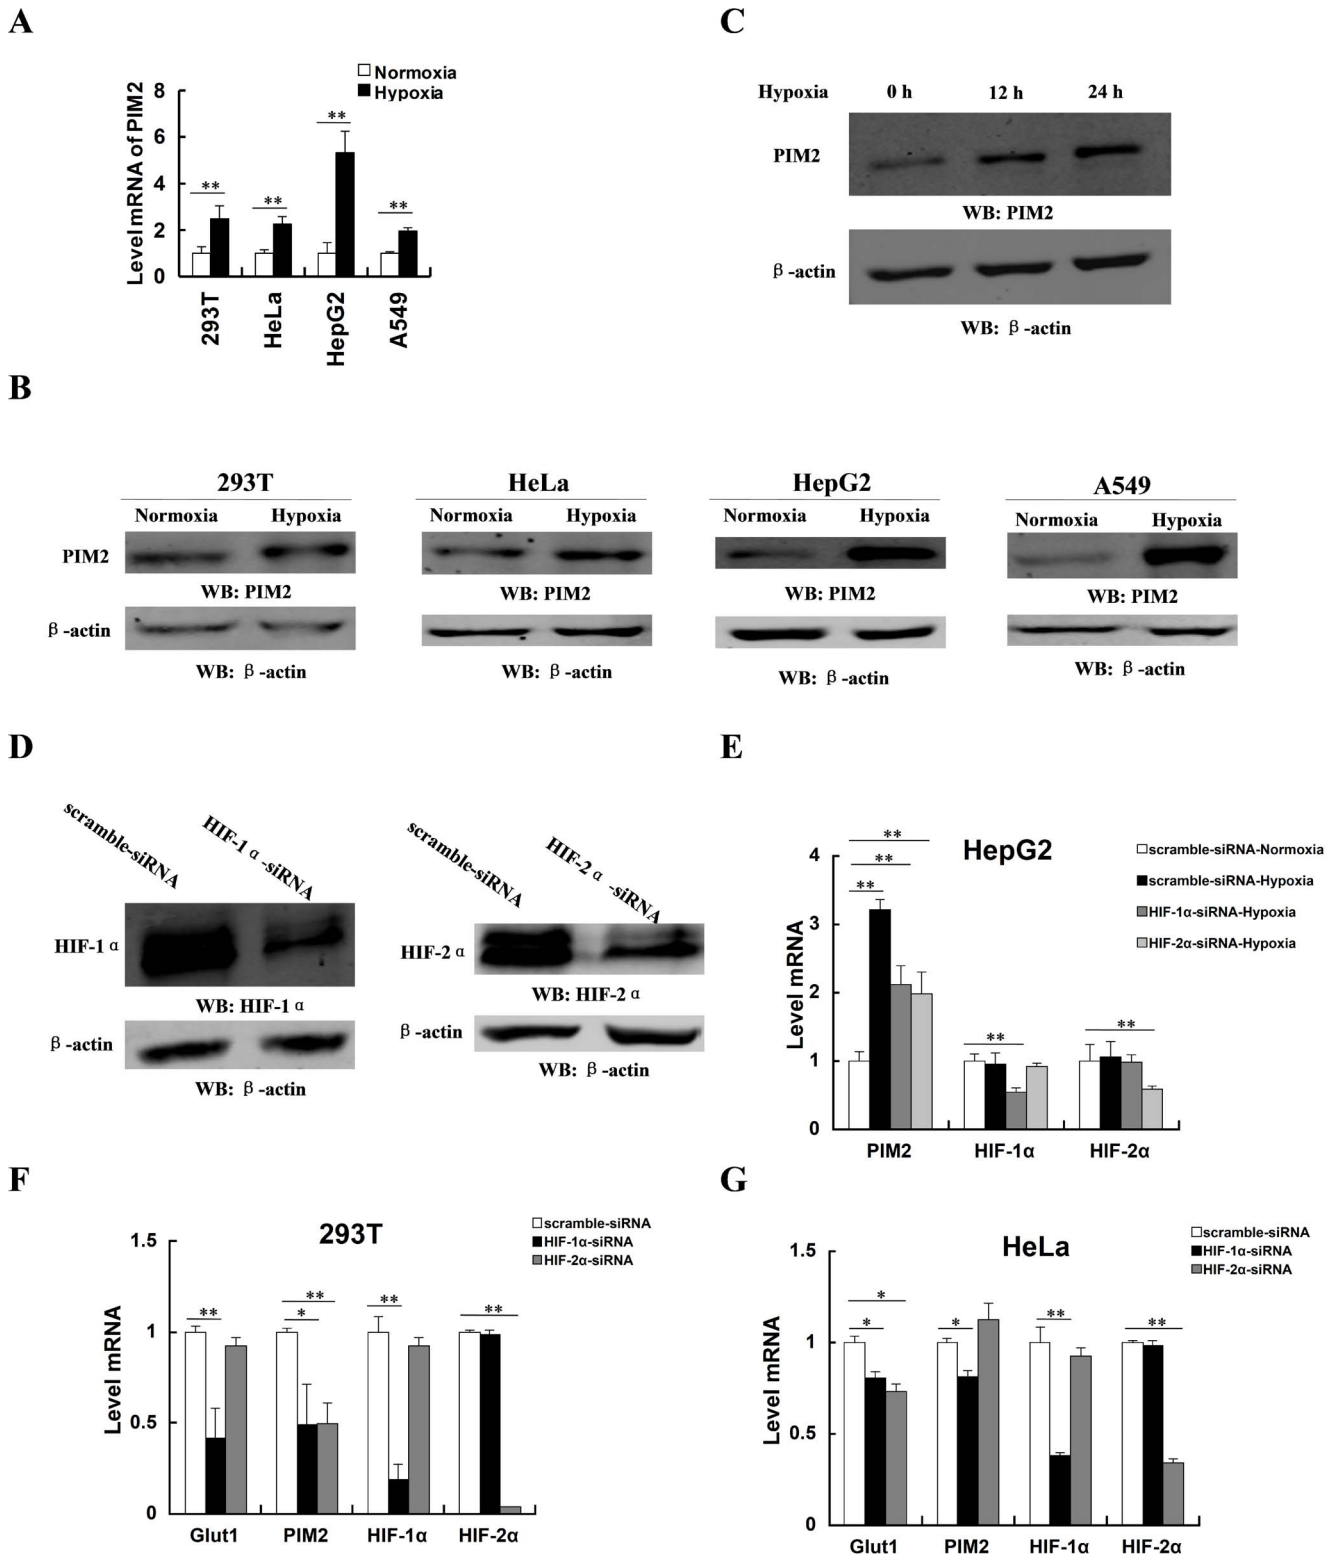 A
Normoxia
Hypoxia
Level mRNA of PIM2
8
6
4
2
0
** ** ** **
293T
HeLa
HepG2
A549
C
Hypoxia 0 h 12 h 24 h
PIM2
WB: PIM2
β-actin
WB: β-actin
B
293T HeLa HepG2 A549
Normoxia Hypoxia Normoxia Hypoxia Normoxia Hypoxia Normoxia Hypoxia
PIM2
WB: PIM2 WB: PIM2 WB: PIM2 WB: PIM2
β-actin
WB: β-actin WB: β-actin WB: β-actin WB: β-actin
D
scramble-siRNA
HIF-1α-siRNA
HIF-1α
WB: HIF-1α
β-actin
WB: β-actin
scramble-siRNA
HIF-2α-siRNA
HIF-2α
WB: HIF-2α
β-actin
WB: β-actin
E
HepG2
scramble-siRNA-Normoxia
scramble-siRNA-Hypoxia
HIF-1α-siRNA-Hypoxia
HIF-2α-siRNA-Hypoxia
Level mRNA
4
3
2
1
0
**
**
**
** **
PIM2 HIF-1α HIF-2α
F
293T
scramble-siRNA
HIF-1α-siRNA
HIF-2α-siRNA
Level mRNA
1.5
1
0.5
0
** * ** ** **
Glut1 PIM2 HIF-1α HIF-2α
G
HeLa
scramble-siRNA
HIF-1α-siRNA
HIF-2α-siRNA
Level mRNA
1.5
1
0.5
0
* * * ** **
Glut1 PIM2 HIF-1α HIF-2α